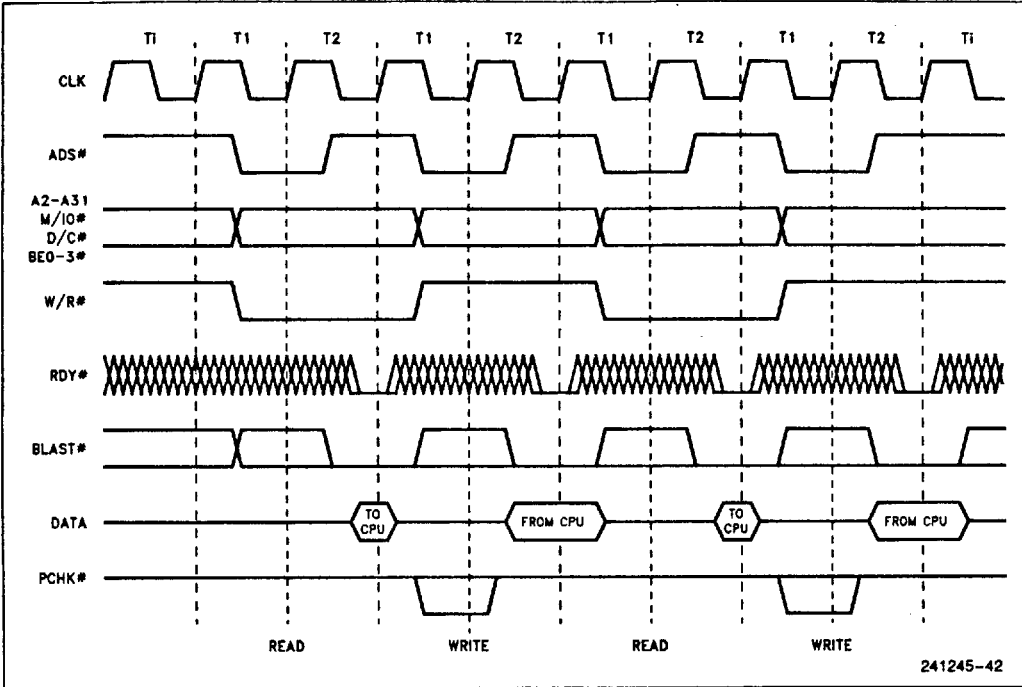 Ti T1 T2 T1 T2 T1 T2 T1 T2 Ti
CLK
ADS#
A2-A31
M/IO#
D/C#
BE0-3#
W/R#
RDY#
BLAST#
DATA TO CPU FROM CPU TO CPU FROM CPU
PCHK#
READ WRITE READ WRITE
241245-42